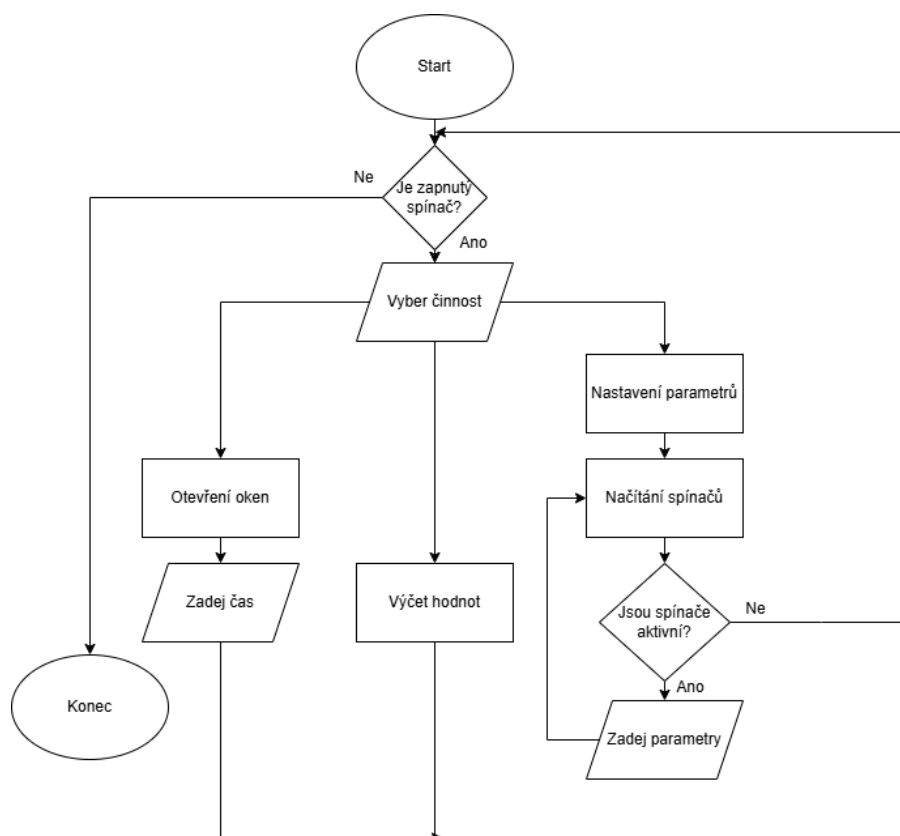 Start
Ne
Je zapnutý
spínač?
Ano
Vyber činnost
Nastavení parametrů
Otevření oken
Načítání spínačů
Zadej čas
Výčet hodnot
Jsou spínače
aktivní?
Ne
Ano
Konec
Zadej parametry